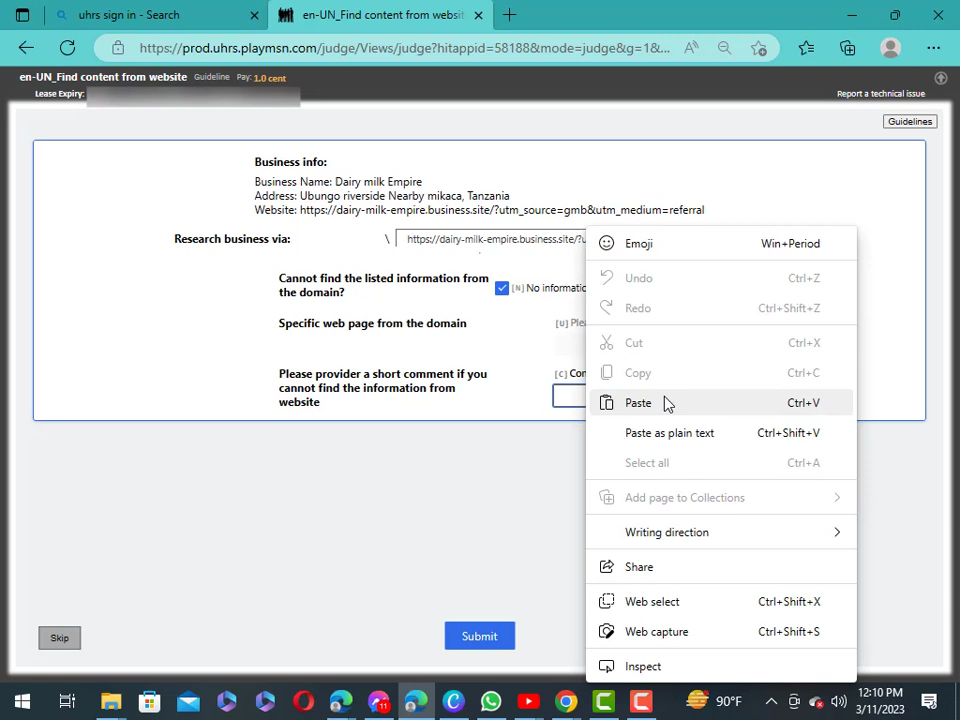 uhrs sign in - Search
en-UN_Find content from websit
https://prod.uhrs.playmsn.com/judge/Views/judge?hitappid=58188&mode=judge&g=1&...
en-UN_Find content from website Guideline Pay: 1.0 cent
Lease Expiry:
Report a technical issue
Guidelines
Business info:
Business Name: Dairy milk Empire
Address: Ubungo riverside Nearby mikaca, Tanzania
Website: https://dairy-milk-empire.business.site/?utm_source=gmb&utm_medium=referral
Research business via: \ https://dairy-milk-empire.business.site/?u
Cannot find the listed information from
the domain?
[N] No informatio
Specific web page from the domain
[U] Plea
Please provider a short comment if you
cannot find the information from
website
[C] Con
Emoji Win+Period
Undo Ctrl+Z
Redo Ctrl+Shift+Z
Cut Ctrl+X
Copy Ctrl+C
Paste Ctrl+V
Paste as plain text Ctrl+Shift+V
Select all Ctrl+A
Add page to Collections
Writing direction
Share
Web select Ctrl+Shift+X
Web capture Ctrl+Shift+S
Inspect
Skip
Submit
11
90°F
12:10 PM
3/11/2023